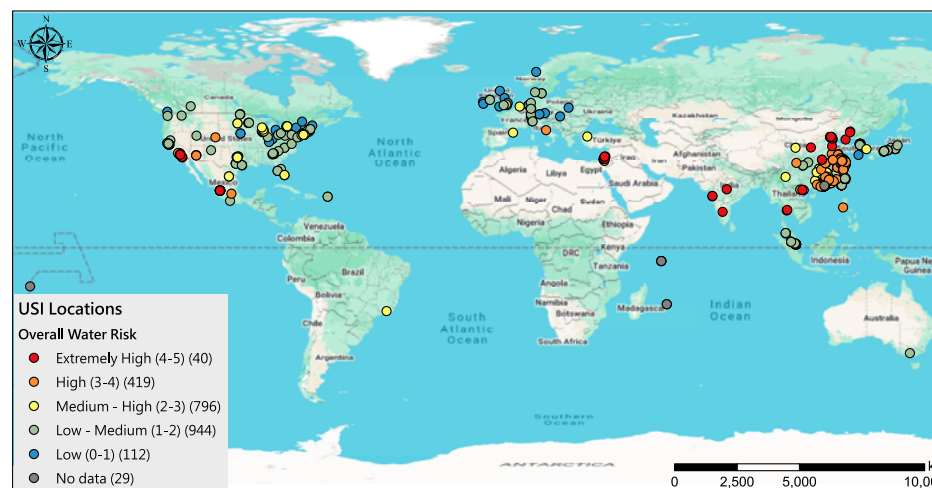 N
W E
S
Canada
North
Pacific
Ocean
United States
Mexico
North
Atlantic
Ocean
Norway
United
Poland
Ukraine
France
Spain
Türkiye
Kazakhstan
Mongolia
Afghanistan
Iraq
Iran
Pakistan
Algeria
Libya
Egypt
Saudi Arabia
India
Thailand
South Korea
Japan
Mali
Niger
Sudan
Chad
Nigeria
Ethiopia
Venezuela
Colombia
DRC
Kenya
Tanzania
Indonesia
Papua New
Guinea
Peru
Brazil
Bolivia
Angola
Namibia
Botswana
Madagascar
Indian
Ocean
Australia
Chile
South
Atlantic
Ocean
South Africa
Argentina
Southern
Ocean
ANTARCTICA
USI Locations
Overall Water Risk
Extremely High (4-5) (40)
High (3-4) (419)
Medium - High (2-3) (796)
Low - Medium (1-2) (944)
Low (0-1) (112)
No data (29)
0 2,500 5,000 10,00